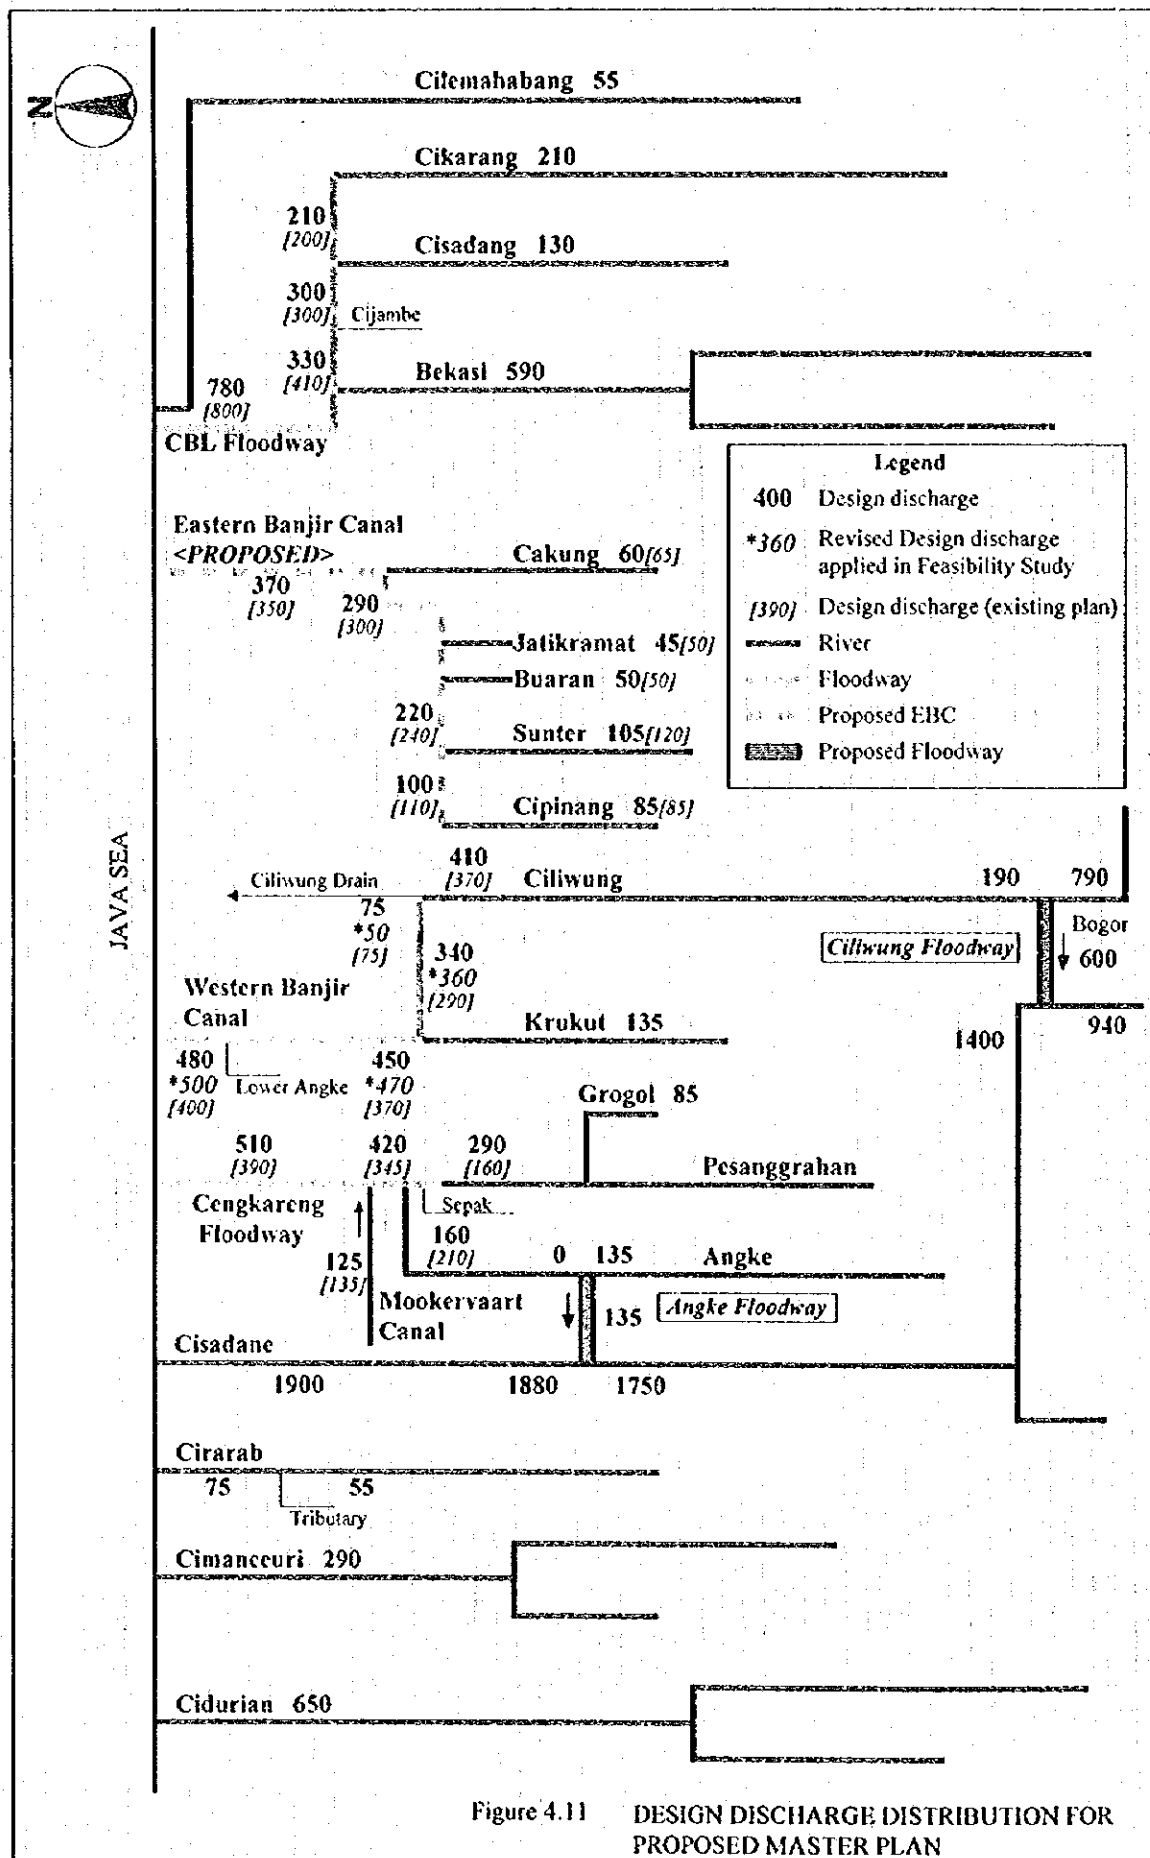 N
Citemahabang 55
Cikarang 210
210
[200]
Cisadang 130
300
[300]
Cijambe
330
[410]
Bekasi 590
780
[800]
CBL Floodway
Legend
400 Design discharge
*360 Revised Design discharge
applied in Feasibility Study
[390] Design discharge (existing plan)
River
Floodway
Proposed EBC
Proposed Floodway
Eastern Banjir Canal
<PROPOSED>
Cakung 60[65]
370
[350]
290
[300]
Jatikramat 45[50]
Buaran 50[50]
220
[240]
Sunter 105[120]
100
[110]
Cipinang 85[85]
JAVA SEA
410
[370]
Ciliwung Drain
Ciliwung
190 790
75
*50
[75]
Bogor
600
Ciliwung Floodway
340
*360
[290]
Western Banjir
Canal
Krukut 135
1400
940
480
*500
[400]
Lower Angke
450
*470
[370]
Grogol 85
510
[390]
420
[345]
290
[160]
Pesanggrahan
Cengkareng
Floodway
Sepak
160
[210]
0 135
Angke
125
[135]
Mookervaart
Canal
135
Angke Floodway
Cisadane
1900
1880
1750
Cirarab
75
55
Tributary
Cimanceuri 290
Cidurian 650
Figure 4.11 DESIGN DISCHARGE DISTRIBUTION FOR
PROPOSED MASTER PLAN